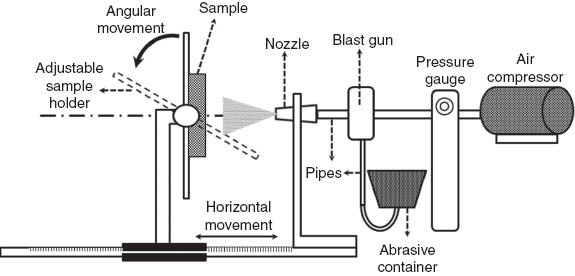 Angular
movement
Sample
Nozzle
Blast gun
Pressure
gauge
Air
compressor
Adjustable
sample
holder
Pipes
Horizontal
movement
Abrasive
container